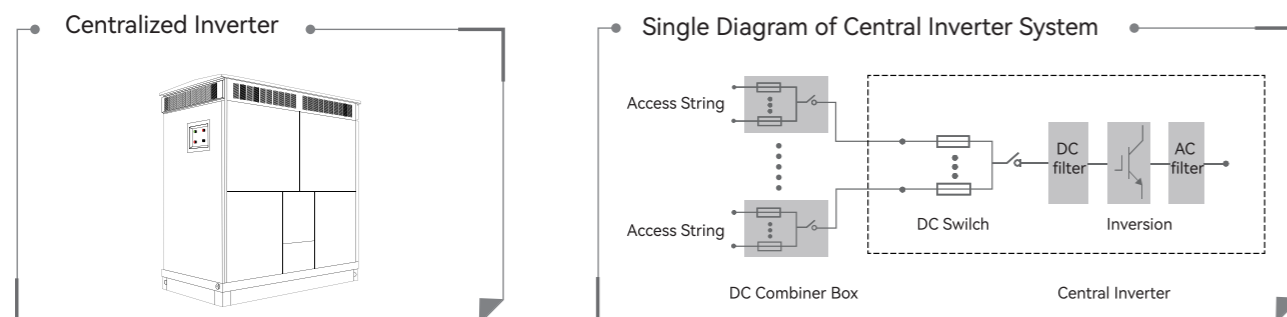 Centralized Inverter
Single Diagram of Central Inverter System
Access String
DC
filter
AC
filter
DC Swilch
Inversion
Access String
DC Combiner Box
Central Inverter